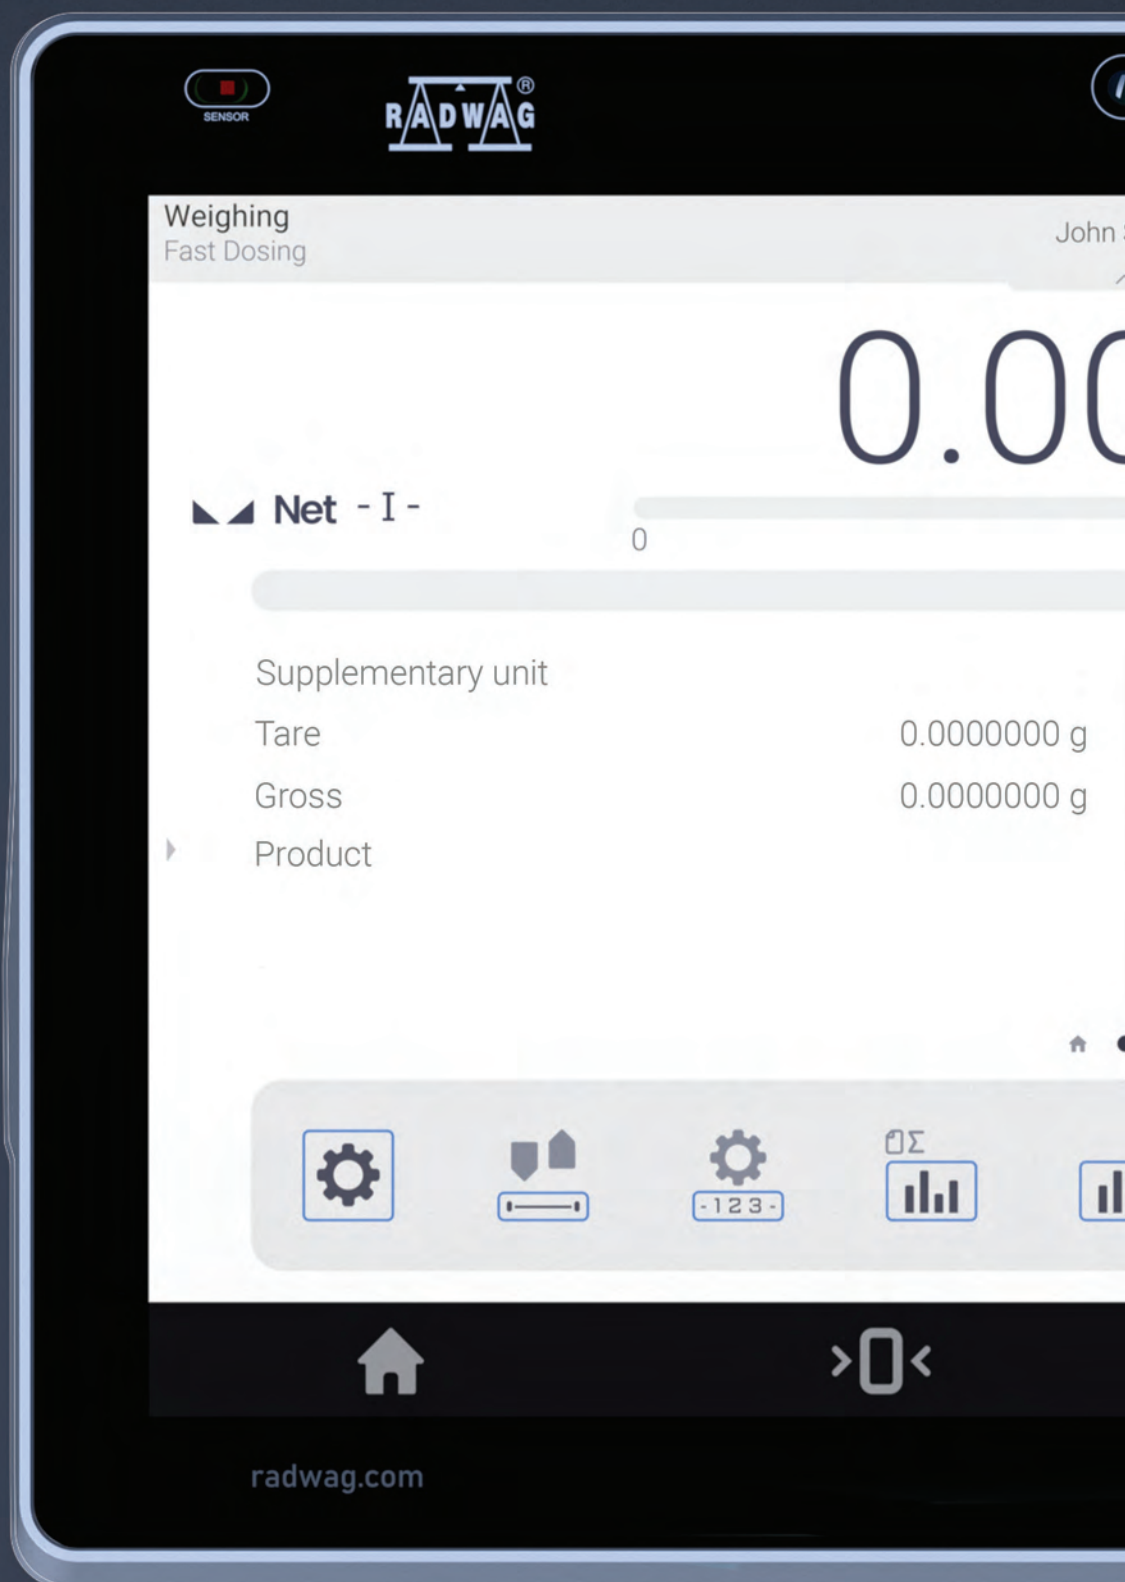 SENSOR
RADWAG®
Weighing
Fast Dosing
John
0.00
Net - I -
0
Supplementary unit
Tare 0.0000000 g
Gross 0.0000000 g
Product
-123-
Σ
>0<
radwag.com